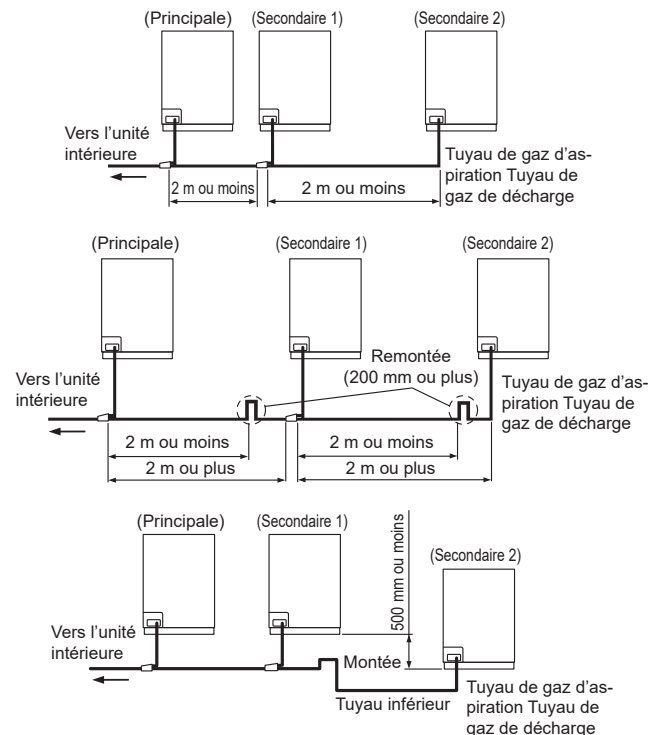 (Principale)
(Secondaire 1)
(Secondaire 2)
Vers l'unité
intérieure
2 m ou moins
2 m ou moins
Tuyau de gaz d'as-
piration Tuyau de
gaz de décharge
(Principale)
(Secondaire 1)
(Secondaire 2)
Remontée
(200 mm ou plus)
Vers l'unité
intérieure
Tuyau de gaz d'as-
piration Tuyau de
gaz de décharge
2 m ou moins
2 m ou moins
2 m ou plus
2 m ou plus
(Principale)
(Secondaire 1)
500 mm ou moins
(Secondaire 2)
Vers l'unité
intérieure
Montée
Tuyau inférieur
Tuyau de gaz d'as-
piration Tuyau de
gaz de décharge